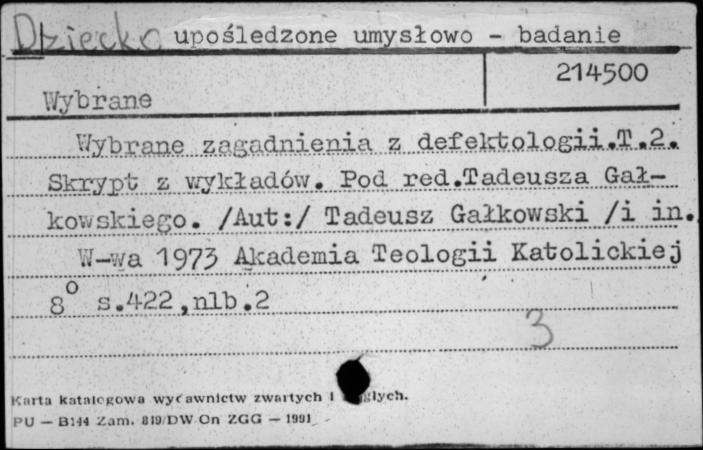 Dziecko upośledzone umysłowo - badanie
214500
Wybrane
Wybrane zagadnienia z defektologii.T.2.
Skrypt z wykładów. Pod red.Tadeusza Gał-
kowskiego. /Aut:/ Tadeusz Gałkowski /i in.
W-wa 1973 Akademia Teologii Katolickiej
8° s.422,nlb.2
3
Karta katalogowa wydawnictw zwartych i
PU — B144 Zam. 819/DW On ZGG — 1991